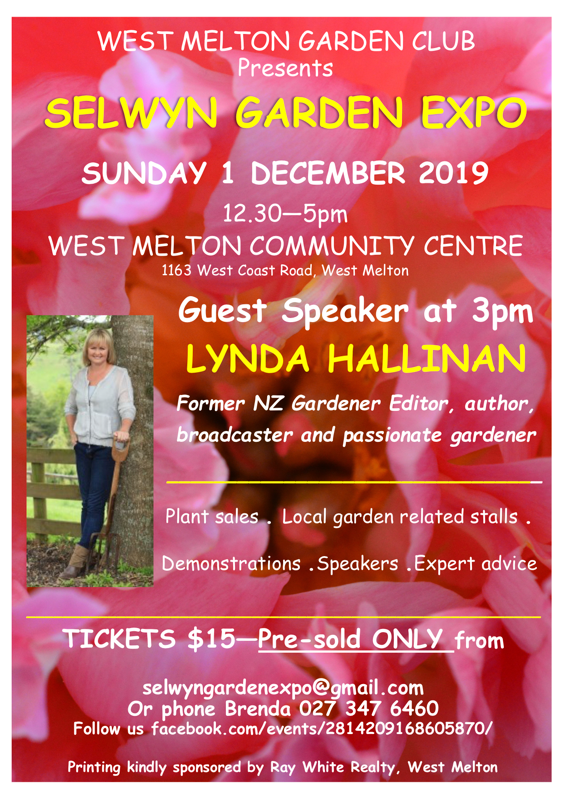 WEST MELTON GARDEN CLUB
Presents
SELWYN GARDEN EXPO
SUNDAY 1 DECEMBER 2019
12.30—5pm
WEST MELTON COMMUNITY CENTRE
1163 West Coast Road, West Melton
Guest Speaker at 3pm
LYNDA HALLINAN
Former NZ Gardener Editor, author,
broadcaster and passionate gardener
Plant sales . Local garden related stalls .
Demonstrations .Speakers .Expert advice
TICKETS $15—Pre-sold ONLY from
selwyngardenexpo@gmail.com
Or phone Brenda 027 347 6460
Follow us facebook.com/events/2814209168605870/
Printing kindly sponsored by Ray White Realty, West Melton